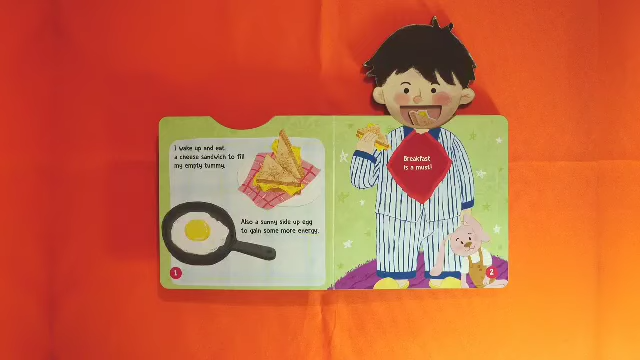 I wake up and eat,
a cheese sandwich to fill
my empty tummy.
Also a sunny side up egg
to gain some more energy.
1
Breakfast
is a must!
2